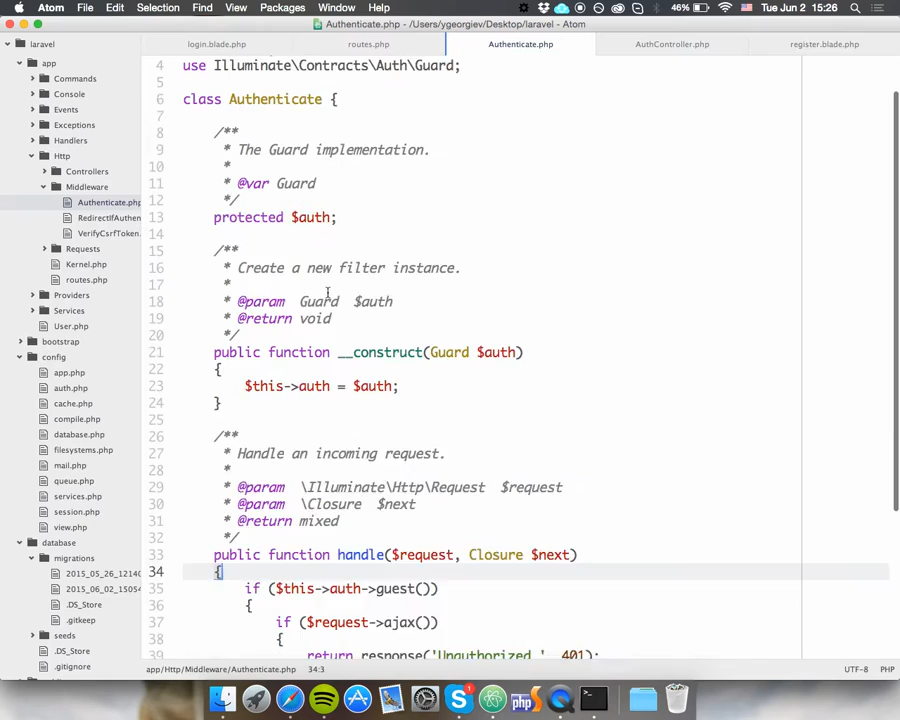 Atom File Edit Selection Find View Packages Window Help 46% Tue Jun 2 15:26
Authenticate.php - /Users/ygeorgiev/Desktop/laravel - Atom
laravel
app
Commands
Console
Events
Exceptions
Handlers
Http
Controllers
Middleware
Authenticate.php
RedirectIfAuthen
VerifyCsrfToken.
Requests
Kernel.php
routes.php
Providers
Services
User.php
bootstrap
config
app.php
auth.php
cache.php
compile.php
database.php
filesystems.php
mail.php
queue.php
services.php
session.php
view.php
database
migrations
2015_05_26_12140
2015_06_02_15054
.DS_Store
.gitkeep
seeds
.DS_Store
.gitignore
login.blade.php routes.php Authenticate.php AuthController.php register.blade.php
4 use Illuminate\Contracts\Auth\Guard;
5
6 class Authenticate {
7
8 /**
9 * The Guard implementation.
10 *
11 * @var Guard
12 */
13 protected $auth;
14
15 /**
16 * Create a new filter instance.
17 *
18 * @param Guard $auth
19 * @return void
20 */
21 public function __construct(Guard $auth)
22 {
23 $this->auth = $auth;
24 }
25
26 /**
27 * Handle an incoming request.
28 *
29 * @param \Illuminate\Http\Request $request
30 * @param \Closure $next
31 * @return mixed
32 */
33 public function handle($request, Closure $next)
34 {
35 if ($this->auth->guest())
36 {
37 if ($request->ajax())
38 {
39 return response('Unauthorized.', 401);
app/Http/Middleware/Authenticate.php 34:3 UTF-8 PHP
php